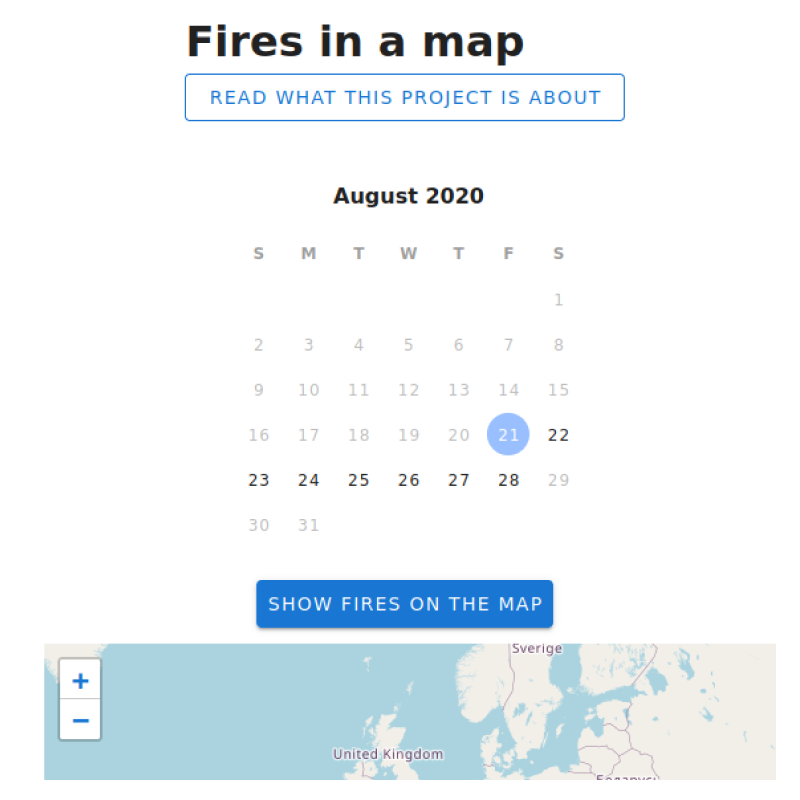 Fires in a map
READ WHAT THIS PROJECT IS ABOUT
August 2020
S M T W T F S
1
2 3 4 5 6 7 8
9 10 11 12 13 14 15
16 17 18 19 20 21 22
23 24 25 26 27 28 29
30 31
SHOW FIRES ON THE MAP
Sverige
+
−
United Kingdom